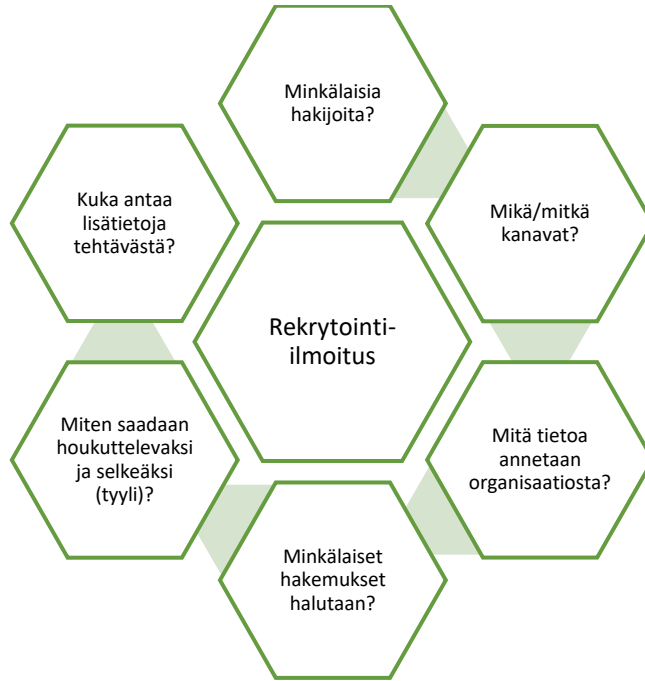 Minkälaisia
hakijoita?
Mikä/mitkä
kanavat?
Mitä tietoa
annetaan
organisaatiosta?
Minkälaiset
hakemukset
halutaan?
Miten saadaan
houkuttelevaksi
ja selkeäksi
(tyyli)?
Kuka antaa
lisätietoja
tehtävästä?
Rekrytointi-
ilmoitus